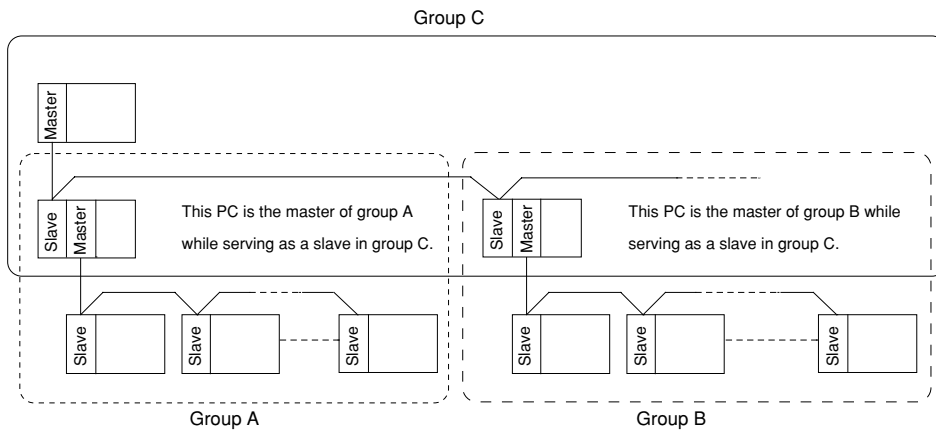 Group C
Master
Slave
Master
This PC is the master of group A
while serving as a slave in group C.
Slave
Master
This PC is the master of group B while
serving as a slave in group C.
Slave
Slave
Slave
Slave
Slave
Slave
Group A
Group B